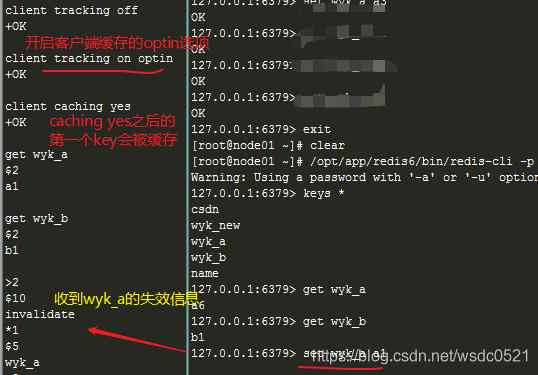 client tracking off
+OK
开启客户端缓存的optin选项
client tracking on optin
+OK
client caching yes
+OK
caching yes之后的
第一个key会被缓存
get wyk_a
$2
a1
get wyk_b
$2
b1
>2
$10
收到wyk_a的失效信息
invalidate
*1
$5
wyk_a
127.0.0.1:6379> set wyk_a a3
OK
127.0.0.1:6379>
OK
127.0.0.1:6379>
OK
127.0.0.1:6379>
OK
127.0.0.1:6379> exit
[root@node01 ~]# clear
[root@node01 ~]# /opt/app/redis6/bin/redis-cli -p
Warning: Using a password with '-a' or '-u' option
127.0.0.1:6379> keys *
csdn
wyk_new
wyk_a
wyk_b
name
127.0.0.1:6379> get wyk_a
a6
127.0.0.1:6379> get wyk_b
b1
127.0.0.1:6379> set a1
https://blog.csdn.net/wsdc0521